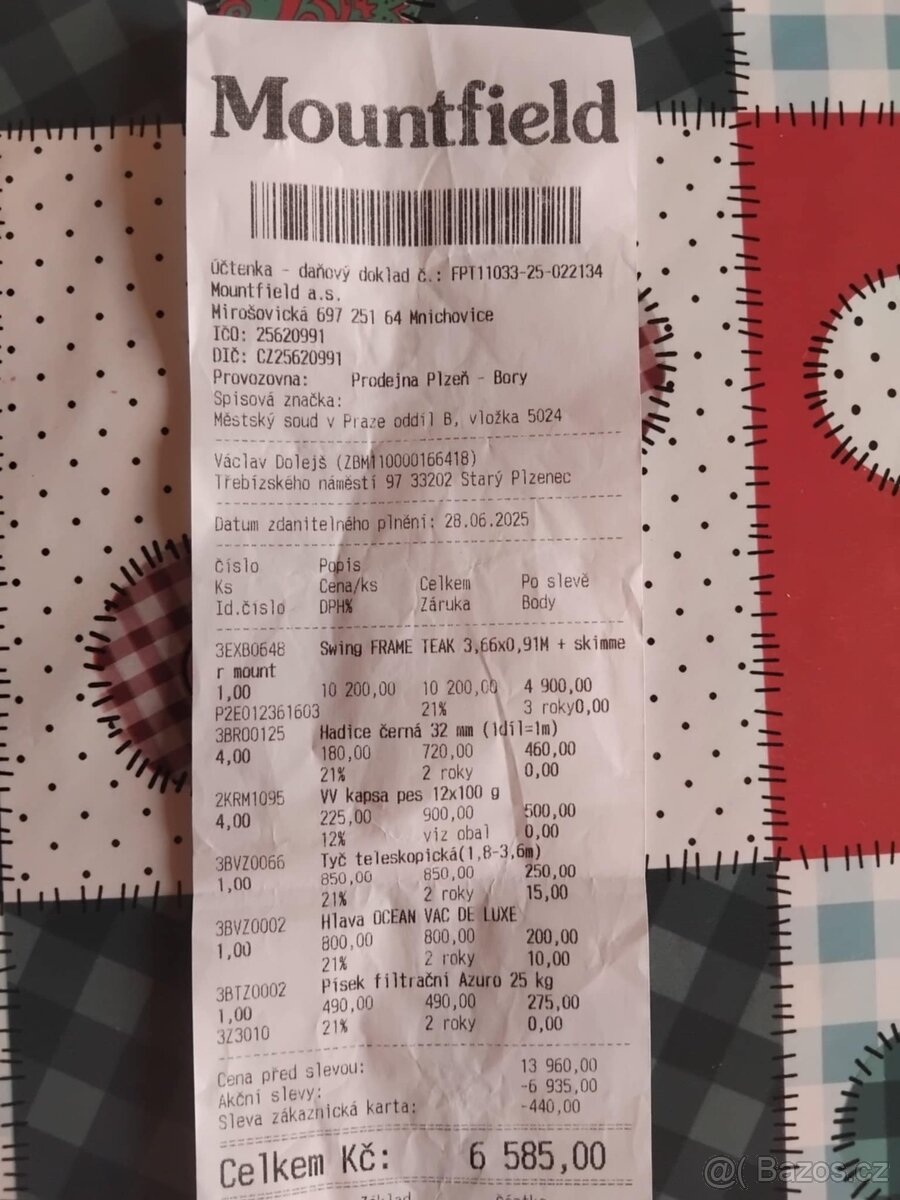 Mountfield
Účtenka - daňový doklad č.: FPT11033-25-022134
Mountfield a.s.
Mirošovická 697 251 64 Mnichovice
IČO: 25620991
DIČ: CZ25620991
Provozovna: Prodejna Plzeň - Bory
Spisová značka:
Městský soud v Praze oddíl B, vložka 5024
Václav Dolejš (ZBM110000166418)
Třebízského náměstí 97 33202 Starý Plzenec
Datum zdanitelného plnění: 28.06.2025
číslo Popis
Ks Cena/ks Celkem Po slevě
Id.číslo DPH% Záruka Body
3EXB0648 Swing FRAME TEAK 3,66x0,91M + skimme
r mount
1,00 10 200,00 10 200,00 4 900,00
P2E012361603 21% 3 roky0,00
3BRO0125 Hadice černá 32 mm (1díl=1m)
4,00 180,00 720,00 460,00
21% 2 roky 0,00
2KRM1095 VV kapsa pes 12x100 g
4,00 225,00 900,00 500,00
12% viz obal 0,00
3BVZ0066 Tyč teleskopická(1,8-3,6m)
1,00 850,00 850,00 250,00
21% 2 roky 15,00
3BVZ0002 Hlava OCEAN VAC DE LUXE
1,00 800,00 800,00 200,00
21% 2 roky 10,00
3BTZ0002 Písek filtrační Azuro 25 kg
1,00 490,00 490,00 275,00
3Z3010 21% 2 roky 0,00
Cena před slevou: 13 960,00
Akční slevy: -6 935,00
Sleva zákaznická karta: -440,00
Celkem Kč: 6 585,00
Základ
@( Bazos.cz